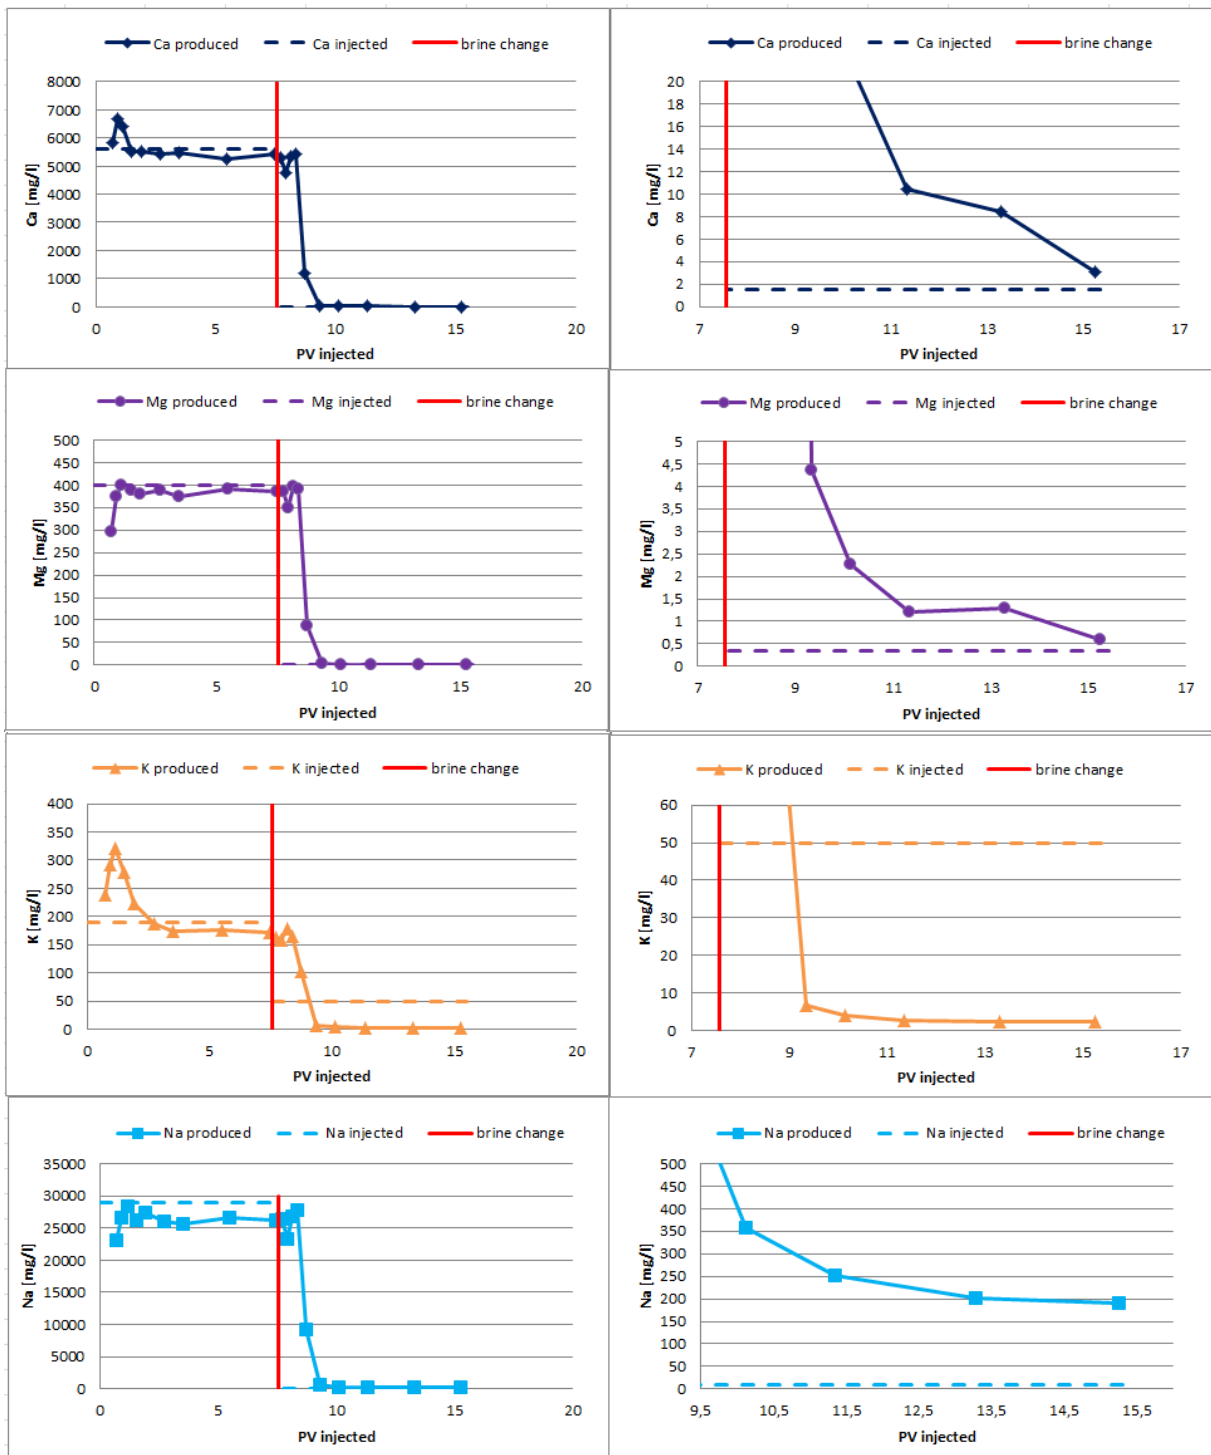 Ca produced Ca injected brine change
Ca [mg/l]
8000
7000
6000
5000
4000
3000
2000
1000
0
0 5 10 15 20
PV injected
Ca produced Ca injected brine change
Ca [mg/l]
20
18
16
14
12
10
8
6
4
2
0
7 9 11 13 15 17
PV injected
Mg produced Mg injected brine change
Mg [mg/l]
500
450
400
350
300
250
200
150
100
50
0
0 5 10 15 20
PV injected
Mg produced Mg injected brine change
Mg [mg/l]
5
4,5
4
3,5
3
2,5
2
1,5
1
0,5
0
7 9 11 13 15 17
PV injected
K produced K injected brine change
K [mg/l]
400
350
300
250
200
150
100
50
0
0 5 10 15 20
PV injected
K produced K injected brine change
K [mg/l]
60
50
40
30
20
10
0
7 9 11 13 15 17
PV injected
Na produced Na injected brine change
Na [mg/l]
35000
30000
25000
20000
15000
10000
5000
0
0 5 10 15 20
PV injected
Na produced Na injected brine change
Na [mg/l]
500
450
400
350
300
250
200
150
100
50
0
9,5 10,5 11,5 12,5 13,5 14,5 15,5
PV injected